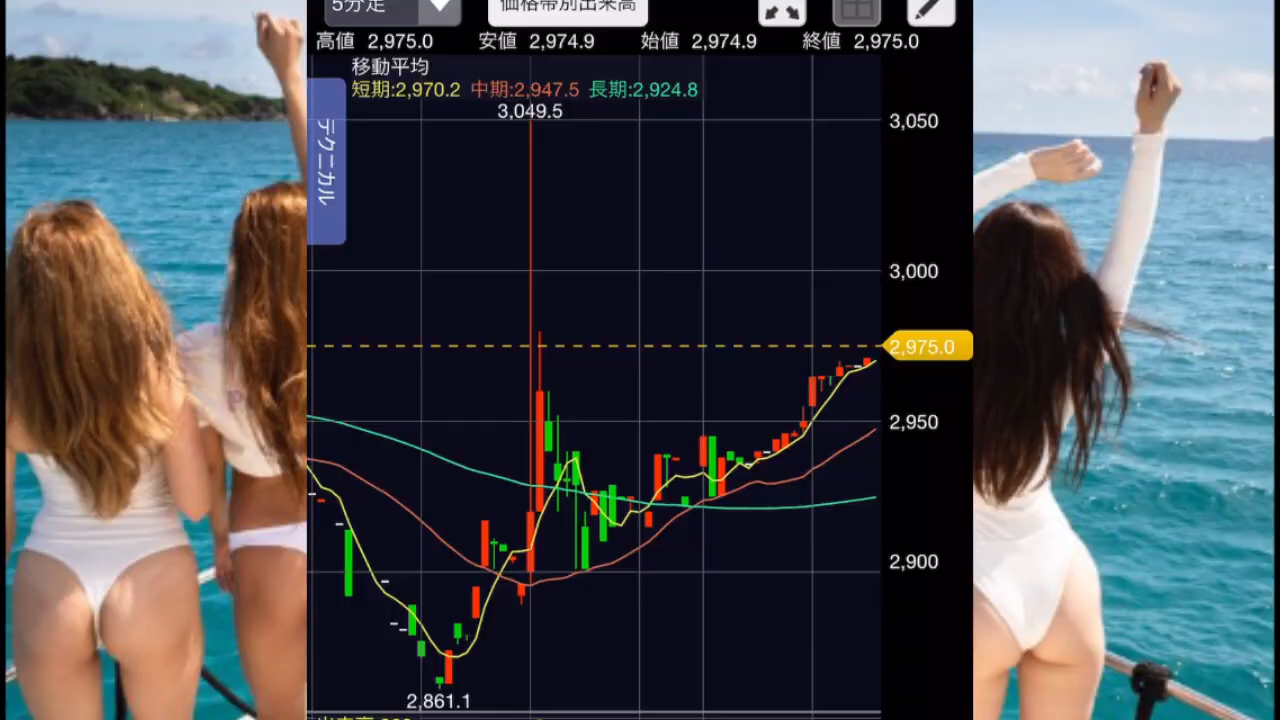 5分足
価格帯別出来高
高値 2,975.0 安値 2,974.9 始値 2,974.9 終値 2,975.0
移動平均
短期:2,970.2 中期:2,947.5 長期:2,924.8
3,049.5
テクニカル
3,050
3,000
2,975.0
2,950
2,900
2,861.1